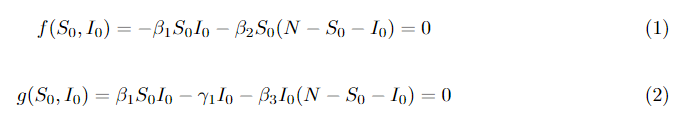 f(S₀, I₀) = −β₁S₀I₀ − β₂S₀(N − S₀ − I₀) = 0 (1)
g(S₀, I₀) = β₁S₀I₀ − γ₁I₀ − β₃I₀(N − S₀ − I₀) = 0 (2)